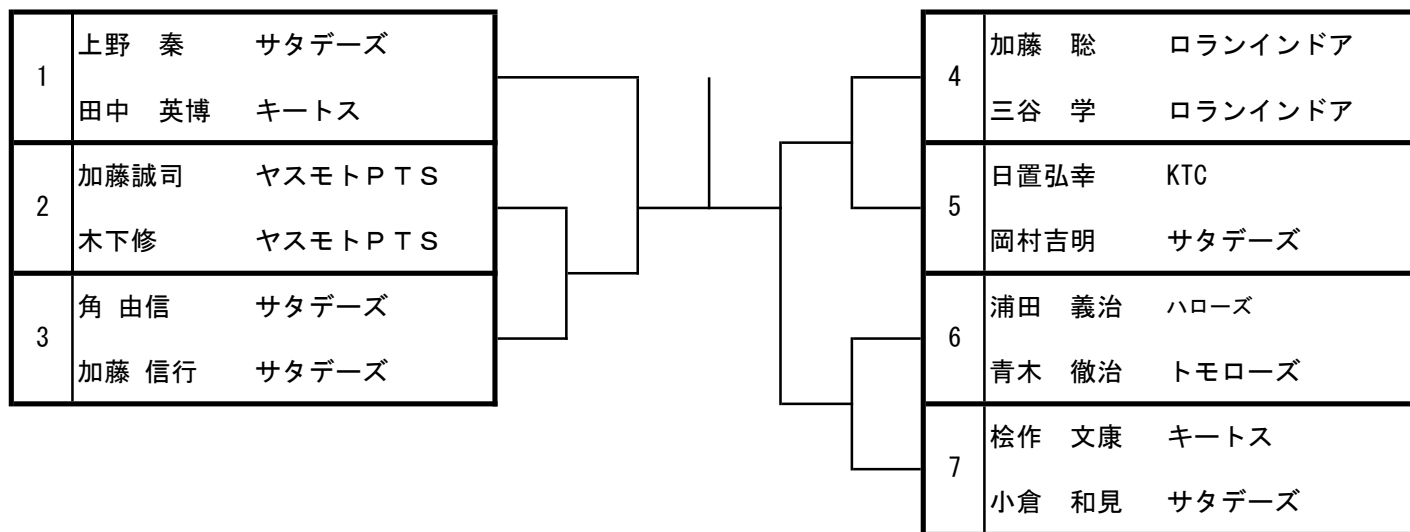 1
上野　秦　サタデーズ
田中　英博　キートス
2
加藤誠司　ヤスモトＰＴＳ
木下修　ヤスモトＰＴＳ
3
角 由信　サタデーズ
加藤 信行　サタデーズ
4
加藤　聡　ロランインドア
三谷　学　ロランインドア
5
日置弘幸　KTC
岡村吉明　サタデーズ
6
浦田　義治　ハローズ
青木　徹治　トモローズ
7
桧作　文康　キートス
小倉　和見　サタデーズ